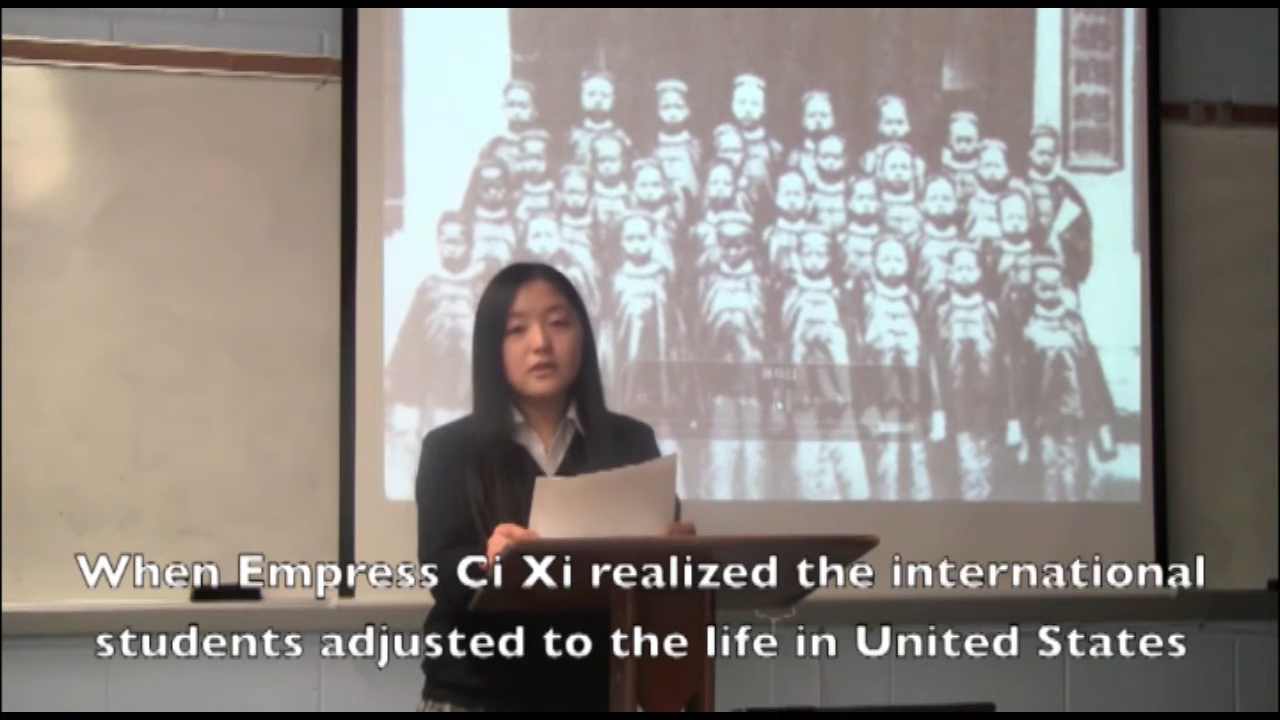 When Empress Ci Xi realized the international
students adjusted to the life in United States